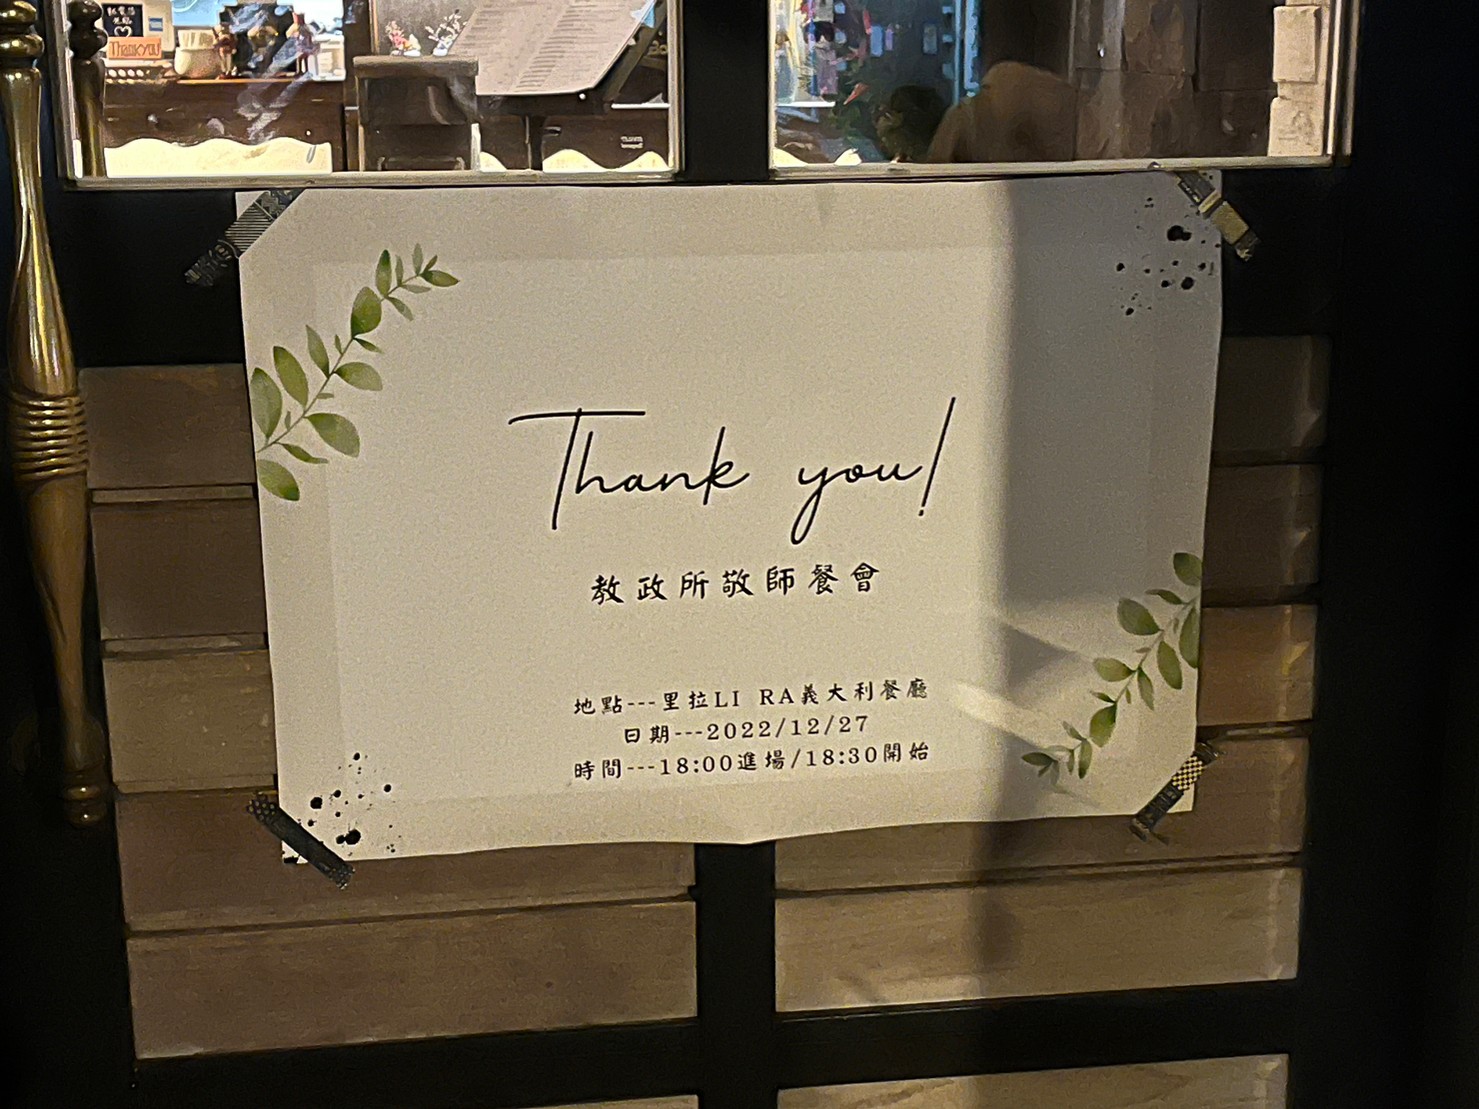 Thankyou!
Thank you!
教政所敬師餐會
地點---里拉LI RA義大利餐廳
日期---2022/12/27
時間---18:00進場/18:30開始